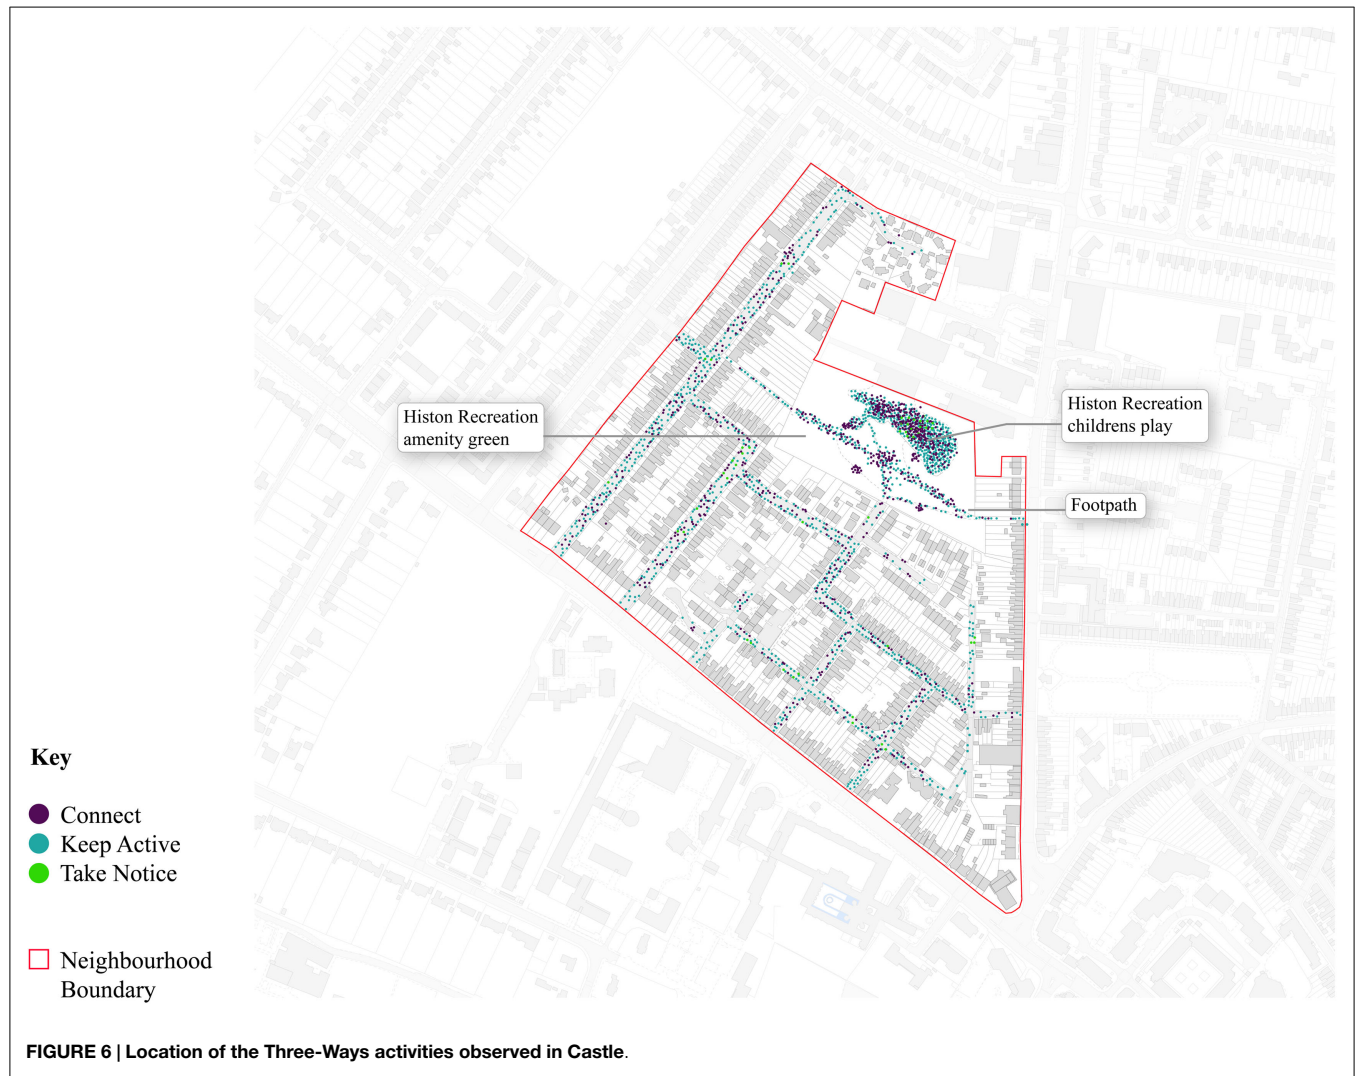 Histon Recreation
amenity green
Histon Recreation
childrens play
Footpath
Key
Connect
Keep Active
Take Notice
Neighbourhood
Boundary
FIGURE 6 | Location of the Three-Ways activities observed in Castle.